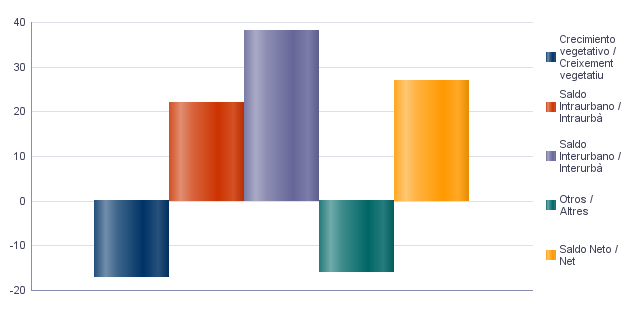 40
30
20
10
0
-10
-20
Crecimiento
vegetativo /
Creixement
vegetatiu
Saldo
Intraurbano /
Intraurbà
Saldo
Interurbano /
Interurbà
Otros /
Altres
Saldo Neto /
Net